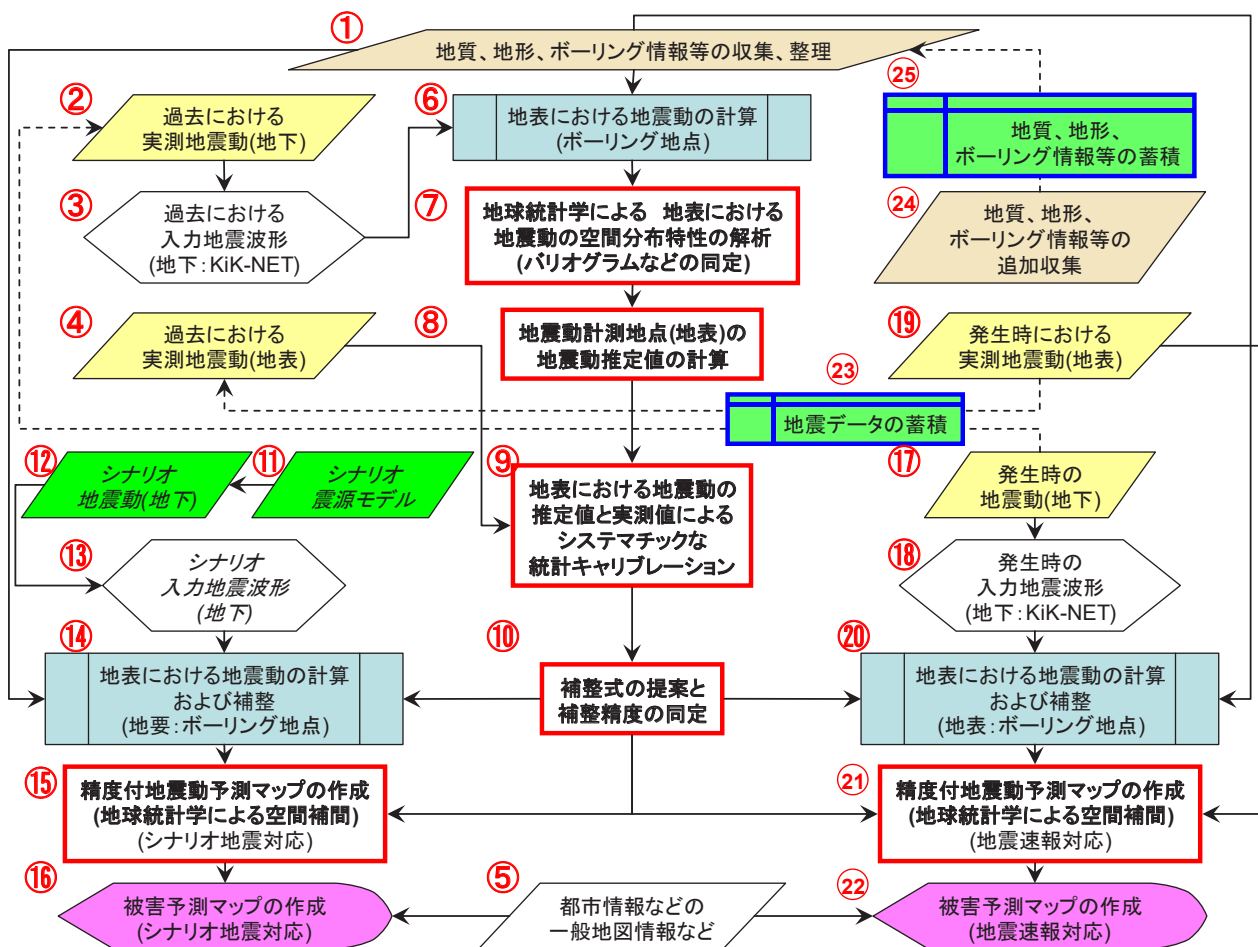 ①
地質、地形、ボーリング情報等の収集、整理
②
過去における
実測地震動(地下)
③
過去における
入力地震波形
(地下：KiK-NET)
④
過去における
実測地震動(地表)
⑥
地表における地震動の計算
(ボーリング地点)
⑦
地球統計学による 地表における
地震動の空間分布特性の解析
(バリオグラムなどの同定)
⑧
地震動計測地点(地表)の
地震動推定値の計算
㉕
地質、地形、
ボーリング情報等の蓄積
㉔
地質、地形、
ボーリング情報等の
追加収集
⑲
発生時における
実測地震動(地表)
㉓
地震データの蓄積
⑫
シナリオ
地震動(地下)
⑪
シナリオ
震源モデル
⑬
シナリオ
入力地震波形
(地下)
⑨
地表における地震動の
推定値と実測値による
システマチックな
統計キャリブレーション
⑰
発生時の
地震動(地下)
⑱
発生時の
入力地震波形
(地下：KiK-NET)
⑭
地表における地震動の計算
および補整
(地要：ボーリング地点)
⑩
補整式の提案と
補整精度の同定
⑳
地表における地震動の計算
および補整
(地表：ボーリング地点)
⑮
精度付地震動予測マップの作成
(地球統計学による空間補間)
(シナリオ地震対応)
㉑
精度付地震動予測マップの作成
(地球統計学による空間補間)
(地震速報対応)
⑯
被害予測マップの作成
(シナリオ地震対応)
⑤
都市情報などの
一般地図情報など
㉒
被害予測マップの作成
(地震速報対応)